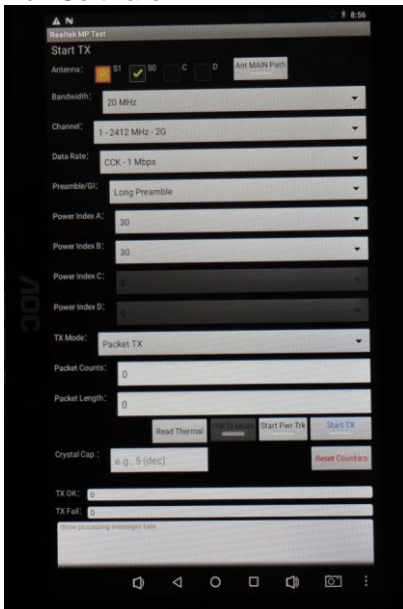 8:56
Realtek MP Test
Start TX
Antenna: S1 S0 C D Ant MAIN Path
Bandwidth: 20 MHz
Channel: 1 - 2412 MHz - 2G
Data Rate: CCK - 1 Mbps
Preamble/GI: Long Preamble
Power Index A: 30
Power Index B: 30
Power Index C:
Power Index D:
AOC
TX Mode: Packet TX
Packet Counts: 0
Packet Length: 0
Read Thermal HW Tx Mode Start Pwr Trk Start TX
Crystal Cap.: e.g., 5 (dec) Reset Counters
TX OK: 0
TX Fail: 0
Show processing messages here